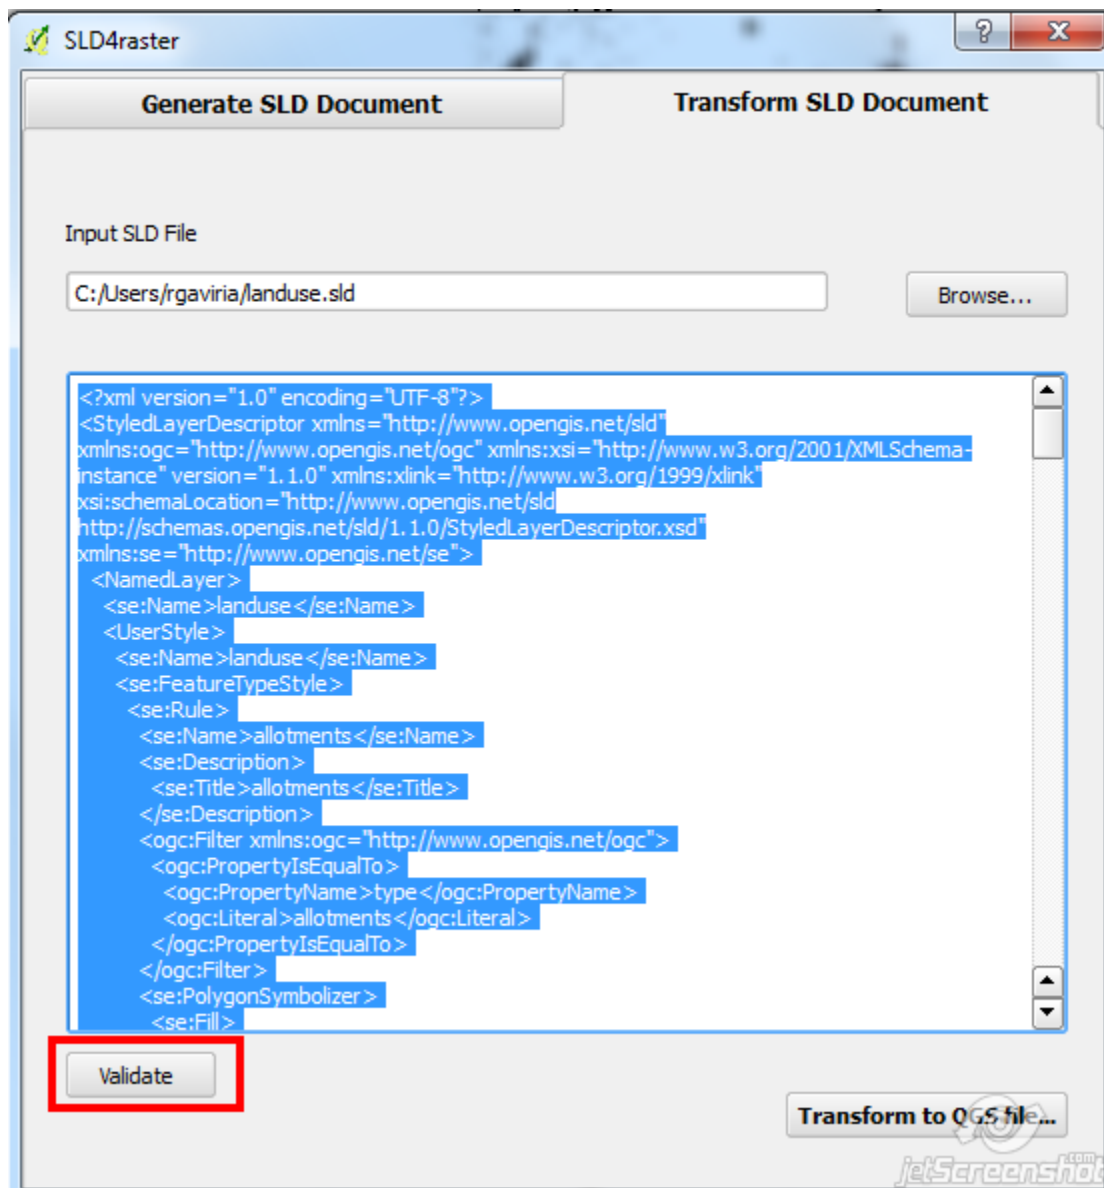 SLD4raster
Generate SLD Document
Transform SLD Document
Input SLD File
C:/Users/rgaviria/landuse.sld
Browse...
<?xml version="1.0" encoding="UTF-8"?>
<StyledLayerDescriptor xmlns="http://www.opengis.net/sld"
xmlns:ogc="http://www.opengis.net/ogc" xmlns:xsi="http://www.w3.org/2001/XMLSchema-
instance" version="1.1.0" xmlns:xlink="http://www.w3.org/1999/xlink"
xsi:schemaLocation="http://www.opengis.net/sld
http://schemas.opengis.net/sld/1.1.0/StyledLayerDescriptor.xsd"
xmlns:se="http://www.opengis.net/se">
<NamedLayer>
<se:Name>landuse</se:Name>
<UserStyle>
<se:Name>landuse</se:Name>
<se:FeatureTypeStyle>
<se:Rule>
<se:Name>allotments</se:Name>
<se:Description>
<se:Title>allotments</se:Title>
</se:Description>
<ogc:Filter xmlns:ogc="http://www.opengis.net/ogc">
<ogc:PropertyIsEqualTo>
<ogc:PropertyName>type</ogc:PropertyName>
<ogc:Literal>allotments</ogc:Literal>
</ogc:PropertyIsEqualTo>
</ogc:Filter>
<se:PolygonSymbolizer>
<se:Fill>
Validate
Transform to QGS file...
jetScreenshot
.com